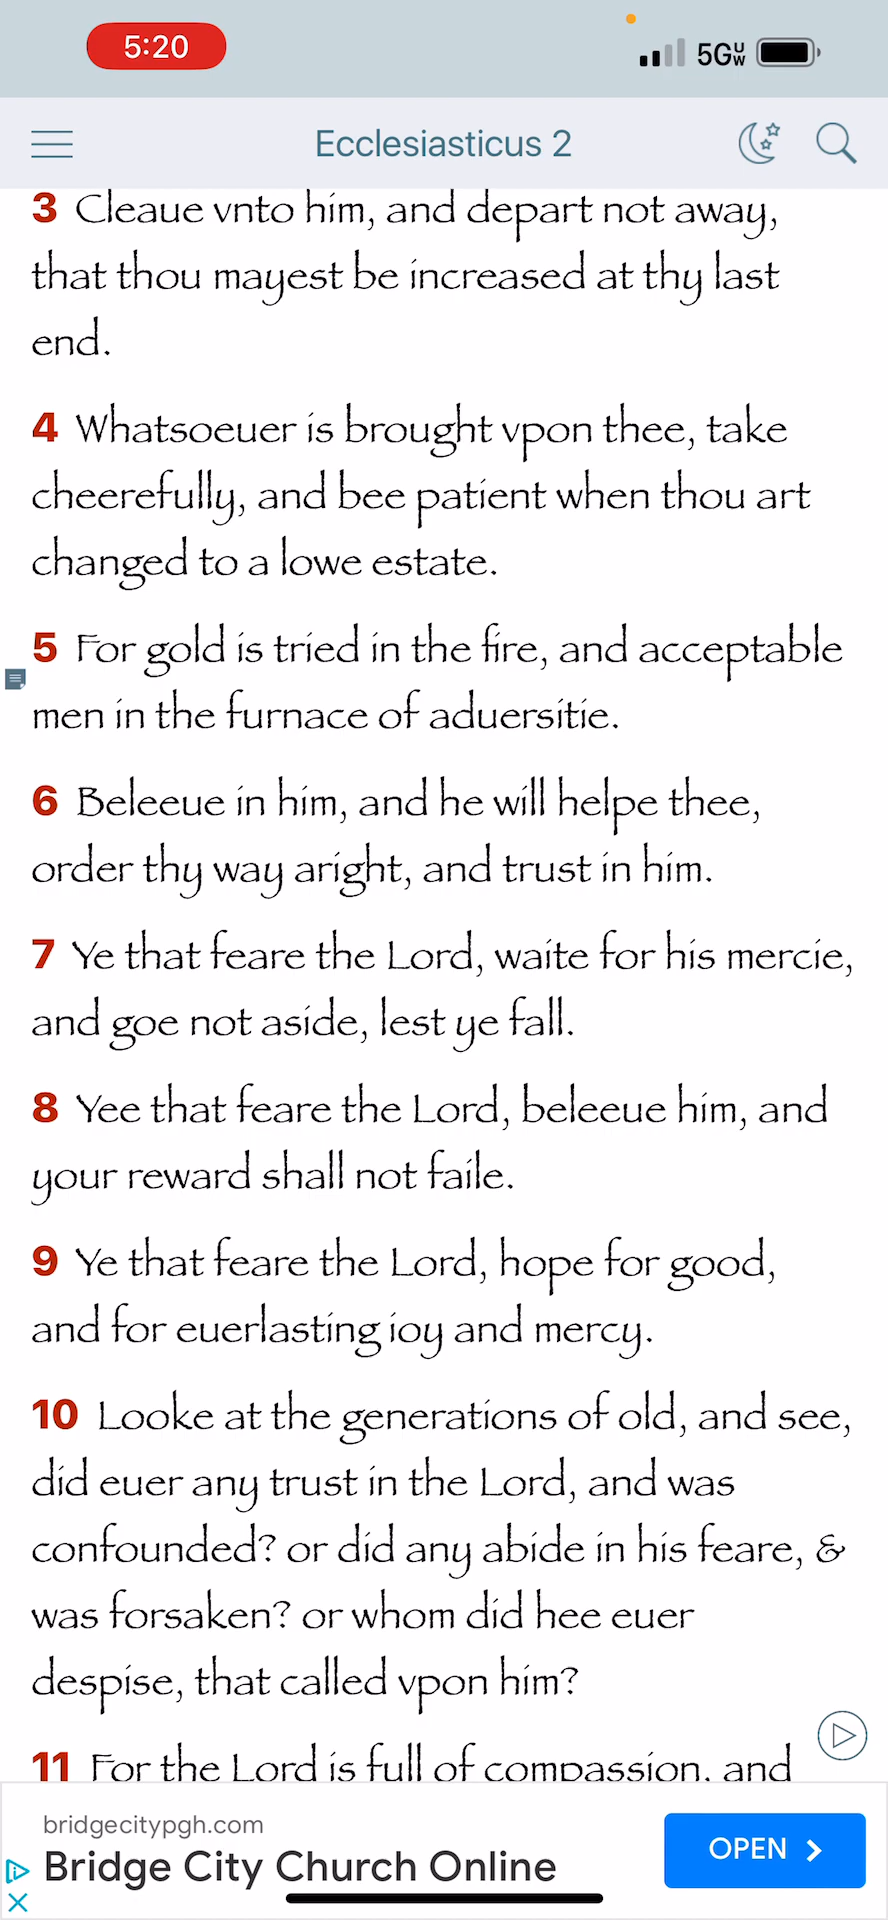 5:20
5GUW
Ecclesiasticus 2
3 Cleaue vnto him, and depart not away,
that thou mayest be increased at thy last
end.
4 Whatsoeuer is brought vpon thee, take
cheerefully, and bee patient when thou art
changed to a lowe estate.
5 For gold is tried in the fire, and acceptable
men in the furnace of aduersitie.
6 Beleeue in him, and he will helpe thee,
order thy way aright, and trust in him.
7 Ye that feare the Lord, waite for his mercie,
and goe not aside, lest ye fall.
8 Yee that feare the Lord, beleeue him, and
your reward shall not faile.
9 Ye that feare the Lord, hope for good,
and for euerlasting ioy and mercy.
10 Looke at the generations of old, and see,
did euer any trust in the Lord, and was
confounded? or did any abide in his feare, &
was forsaken? or whom did hee euer
despise, that called vpon him?
11 For the Lord is full of compassion, and
bridgecitypgh.com
Bridge City Church Online
OPEN